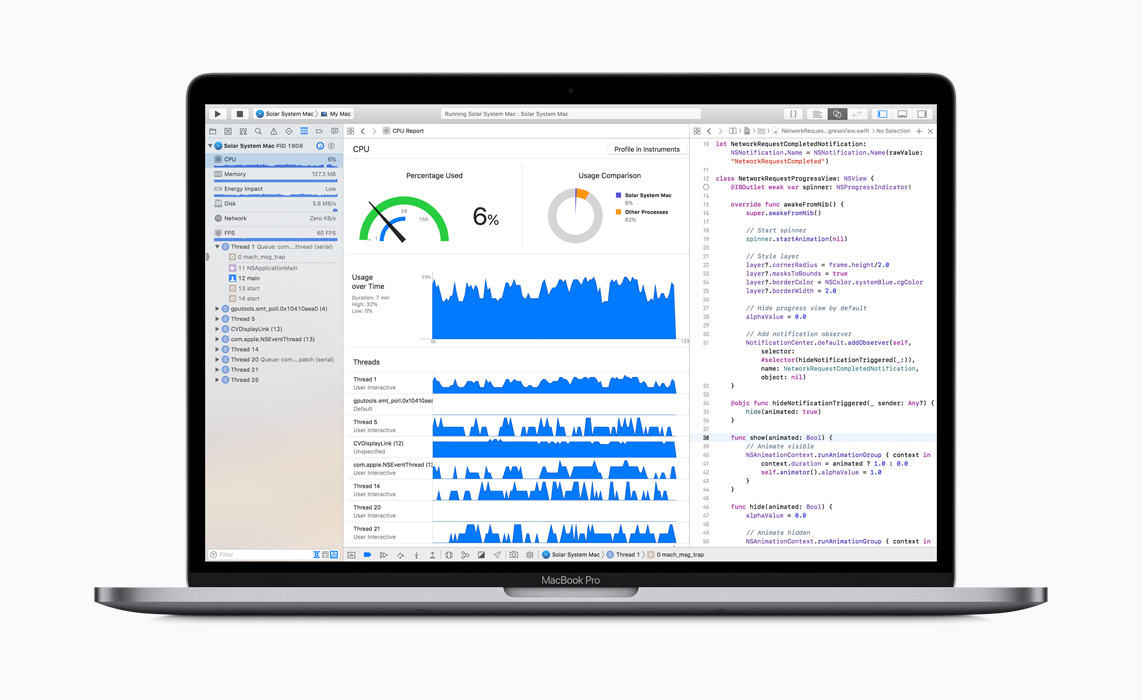 Solar System Mac 〉 My Mac
Running Solar System Mac : Solar System Mac
{ }
Solar System Mac PID 1908
CPU 6%
Memory 127.3 MB
Energy Impact Low
Disk 5.8 MB/s
Network Zero KB/s
FPS 60 FPS
Thread 1 Queue: com....thread (serial)
0 mach_msg_trap
11 NSApplicationMain
12 main
13 start
14 start
gputools.smt_poll.0x10410aea0 (4)
Thread 5
CVDisplayLink (12)
com.apple.NSEventThread (13)
Thread 14
Thread 20 Queue: com....patch (serial)
Thread 21
Thread 25
Filter
CPU Report
CPU
Profile in Instruments
Percentage Used
28
150
1
6%
Usage Comparison
Solar System Mac
6%
Other Processes
62%
Usage
over Time
Duration: 7 min
High: 32%
Low: 0%
0s
123
Threads
Thread 1
User Interactive
gputools.smt_poll.0x10410aea
Default
Thread 5
User Interactive
CVDisplayLink (12)
Unspecified
com.apple.NSEventThread (13
User Interactive
Thread 14
User Interactive
Thread 20
User Interactive
Thread 21
User Interactive
Solar System Mac 〉 Thread 1 〉 0 mach_msg_trap
NetworkReques...gressView.swift 〉 No Selection
10 let NetworkRequestCompletedNotification:
NSNotification.Name = NSNotification.Name(rawValue:
"NetworkRequestCompleted")
11
12 class NetworkRequestProgressView: NSView {
@IBOutlet weak var spinner: NSProgressIndicator!
14
15 override func awakeFromNib() {
16 super.awakeFromNib()
17
18 // Start spinner
19 spinner.startAnimation(nil)
20
21 // Style layer
22 layer?.cornerRadius = frame.height/2.0
23 layer?.masksToBounds = true
24 layer?.borderColor = NSColor.systemBlue.cgColor
25 layer?.borderWidth = 2.0
26
27 // Hide progress view by default
28 alphaValue = 0.0
29
30 // Add notification observer
31 NotificationCenter.default.addObserver(self,
selector:
#selector(hideNotificationTriggered(_:)),
name: NetworkRequestCompletedNotification,
object: nil)
32 }
33
34 @objc func hideNotificationTriggered(_ sender: Any?) {
35 hide(animated: true)
36 }
37
38 func show(animated: Bool) {
39 // Animate visible
40 NSAnimationContext.runAnimationGroup { context in
41 context.duration = animated ? 1.0 : 0.0
42 self.animator().alphaValue = 1.0
43 }
44 }
45
46 func hide(animated: Bool) {
47 alphaValue = 0.0
48
49 // Animate hidden
50 NSAnimationContext.runAnimationGroup { context in
MacBook Pro